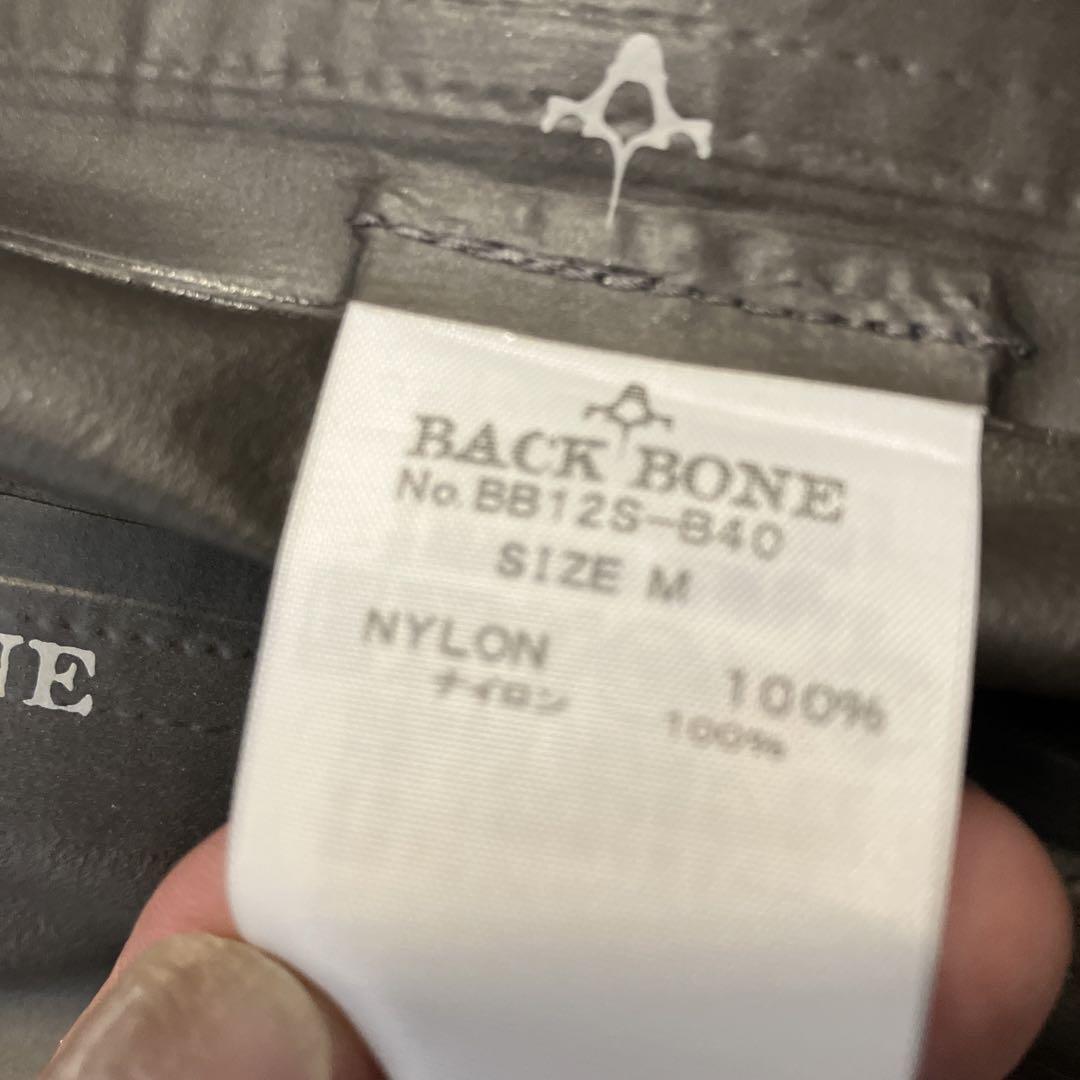 BACK BONE
No.BB12S-B40
SIZE M
NYLON 100%
ナイロン 100%
NE